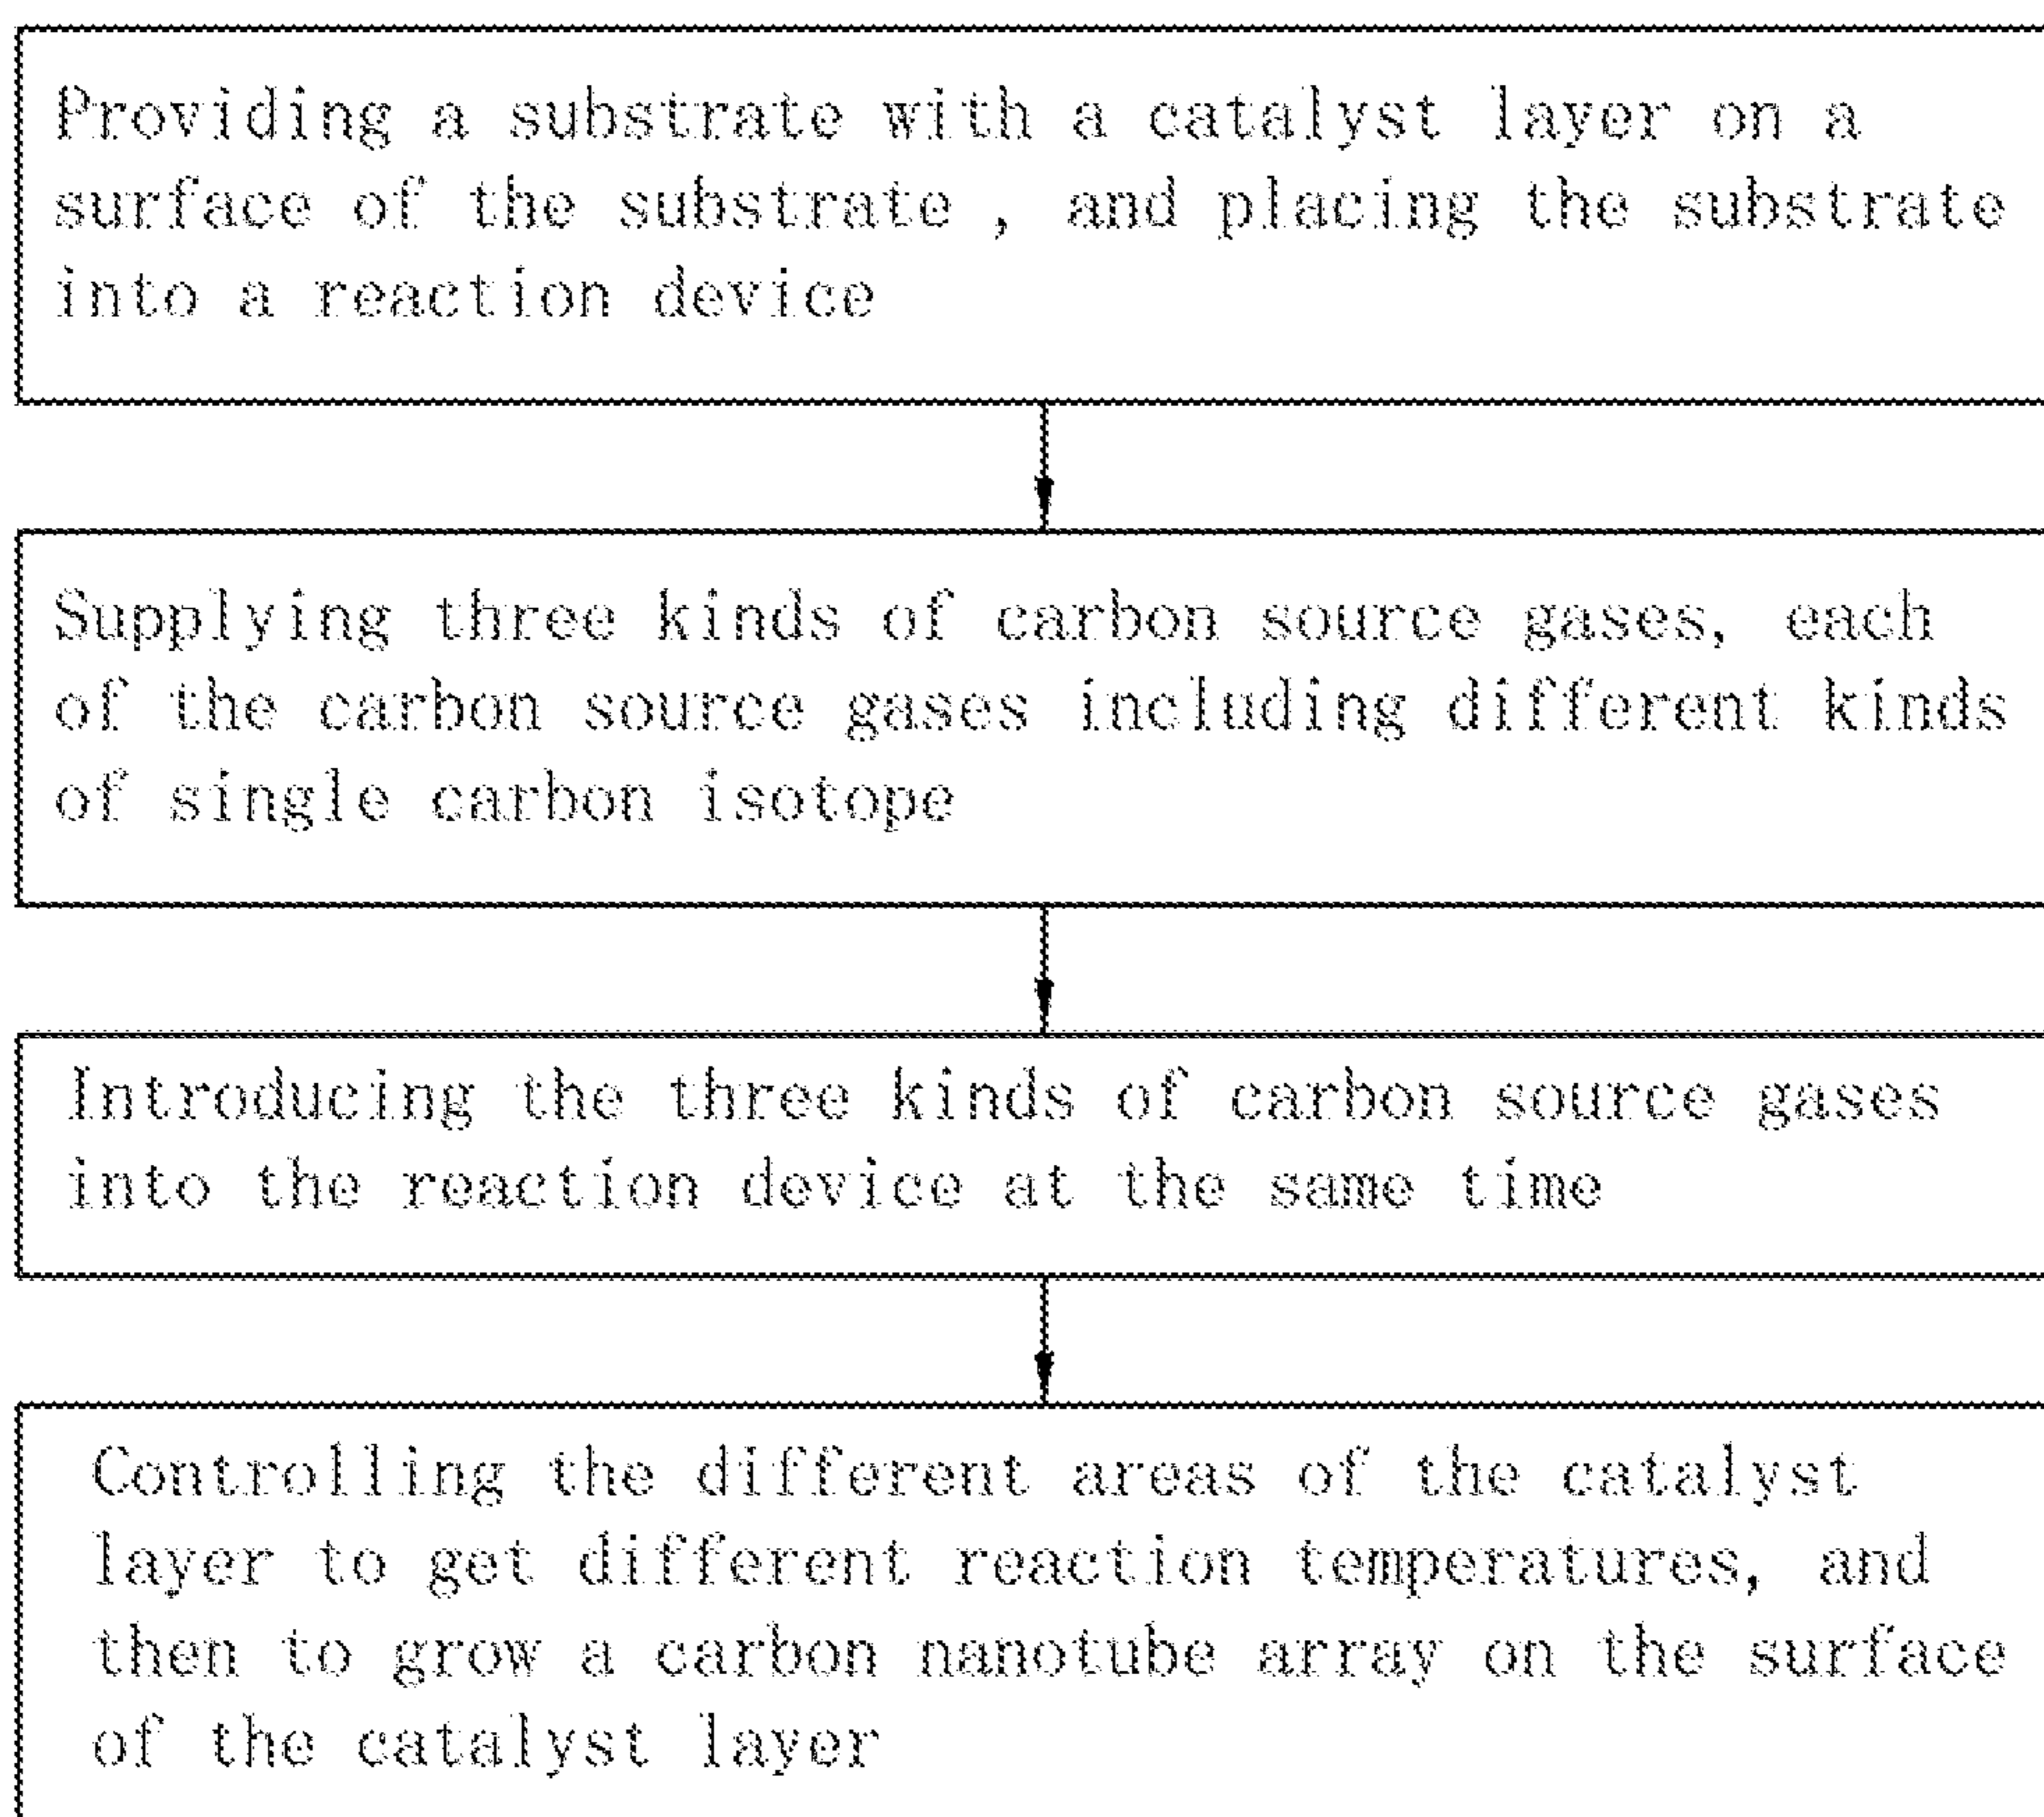 Providing a substrate with a catalyst layer on a
surface of the substrate , and placing the substrate
into a reaction device
Supplying three kinds of carbon source gases, each
of the carbon source gases including different kinds
of single carbon isotope
Introducing the three kinds of carbon source gases
into the reaction device at the same time
Controlling the different areas of the catalyst
layer to get different reaction temperatures, and
then to grow a carbon nanotube array on the surface
of the catalyst layer